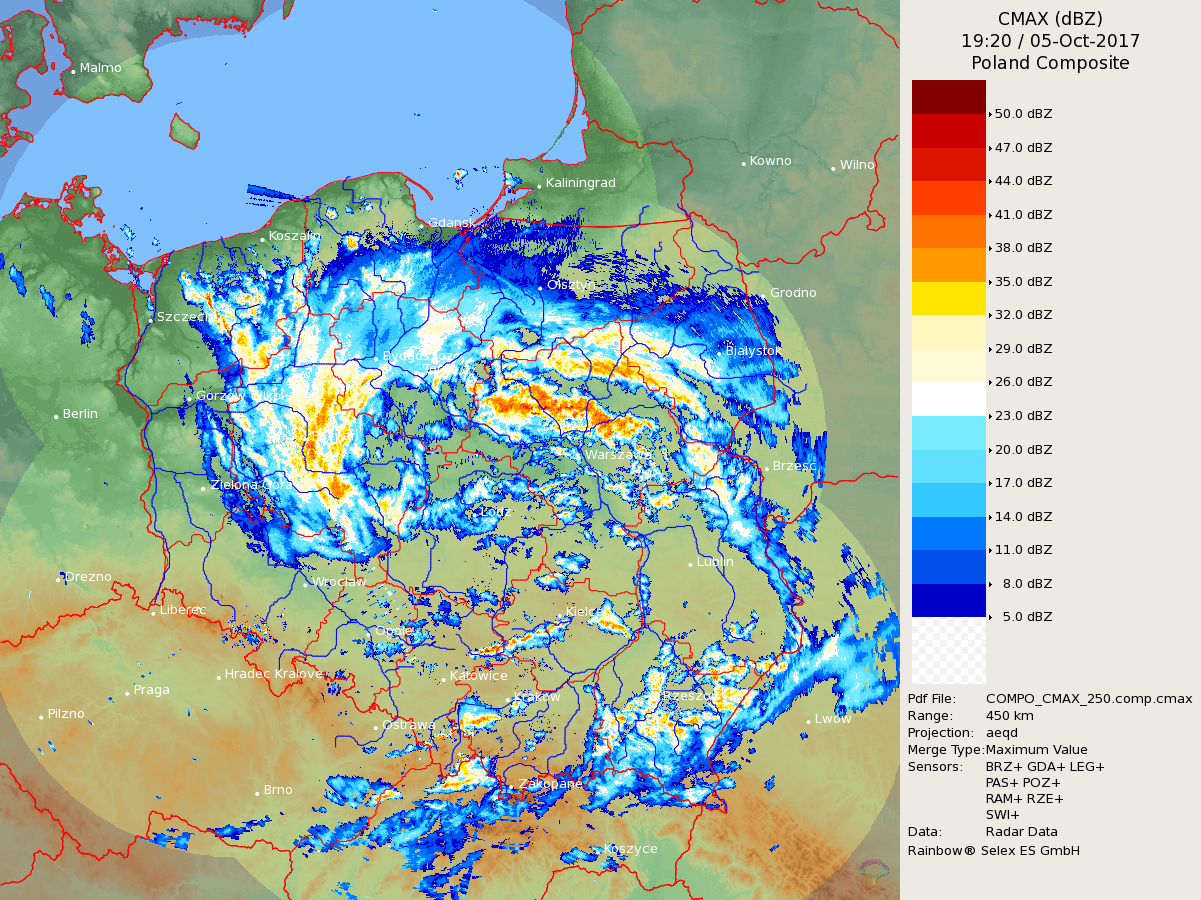 CMAX (dBZ)
19:20 / 05-Oct-2017
Poland Composite
50.0 dBZ
47.0 dBZ
44.0 dBZ
41.0 dBZ
38.0 dBZ
35.0 dBZ
32.0 dBZ
29.0 dBZ
26.0 dBZ
23.0 dBZ
20.0 dBZ
17.0 dBZ
14.0 dBZ
11.0 dBZ
8.0 dBZ
5.0 dBZ
Pdf File: COMPO_CMAX_250.comp.cmax
Range: 450 km
Projection: aeqd
Merge Type: Maximum Value
Sensors: BRZ+ GDA+ LEG+
PAS+ POZ+
RAM+ RZE+
SWI+
Data: Radar Data
Rainbow® Selex ES GmbH
Malmo
Kowno
Wilno
Kaliningrad
Gdansk
Koszalin
Olsztyn
Grodno
Szczecin
Bialystok
Bydgoszcz
Gorzow Wlkp.
Berlin
Warszawa
Brzesc
Zielona Gora
Lodz
Lublin
Drezno
Wroclaw
Liberec
Kielce
Opole
Hradec Kralove
Katowice
Praga
Krakow
Rzeszow
Pilzno
Ostrawa
Lwow
Zakopane
Brno
Koszyce